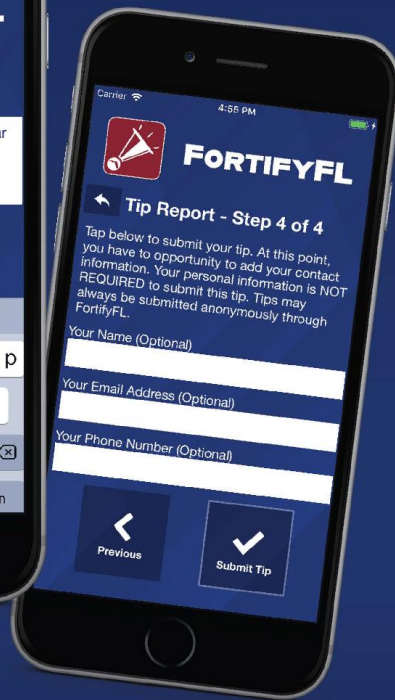 Carrier
4:55 PM
FORTIFYFL
Tip Report - Step 4 of 4
Tap below to submit your tip. At this point,
you have to opportunity to add your contact
information. Your personal information is NOT
REQUIRED to submit this tip. Tips may
always be submitted anonymously through
FortifyFL.
Your Name (Optional)
Your Email Address (Optional)
Your Phone Number (Optional)
Previous
Submit Tip
p